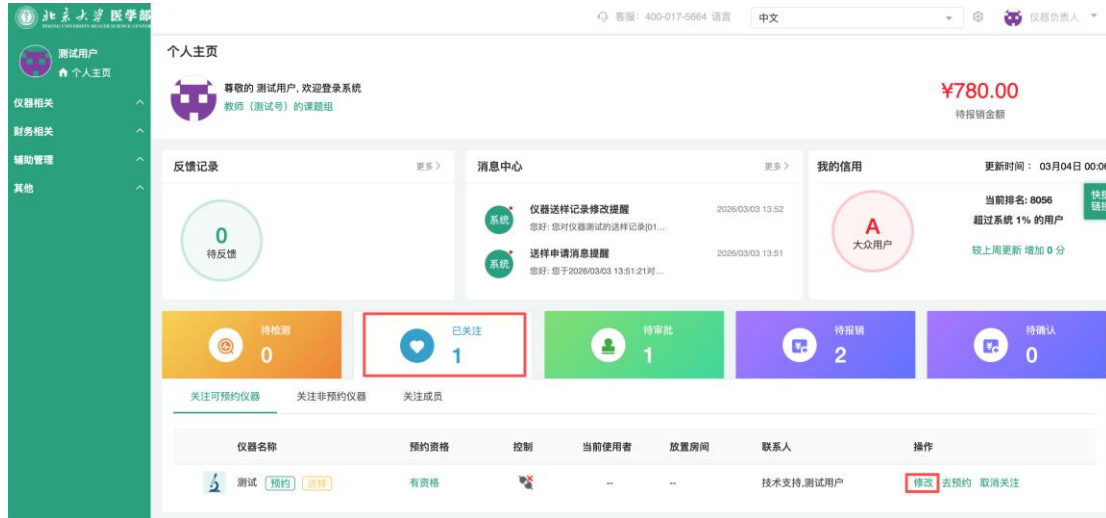 北京大学 医学部
PEKING UNIVERSITY HEALTH SCIENCE CENTER
客服：400-017-5664 语言 中文
仪器负责人
测试用户
个人主页
仪器相关
财务相关
辅助管理
其他
个人主页
尊敬的 测试用户, 欢迎登录系统
教师（测试号）的课题组
¥780.00
待报销金额
反馈记录 更多 >
0
待反馈
消息中心 更多 >
系统
仪器送样记录修改提醒 2026/03/03 13:52
您好: 您对仪器测试的送样记录[01...
系统
送样申请消息提醒 2026/03/03 13:51
您好: 您于2026/03/03 13:51:21对...
我的信用 更新时间： 03月04日 00:06
A
大众用户
当前排名: 8056
超过系统 1% 的用户
较上周更新 增加 0 分
待检测
0
已关注
1
待审批
1
待报销
2
待确认
0
关注可预约仪器 关注非预约仪器 关注成员
仪器名称 预约资格 控制 当前使用者 放置房间 联系人 操作
测试 预约 送样 有资格 -- -- 技术支持,测试用户 修改 去预约 取消关注